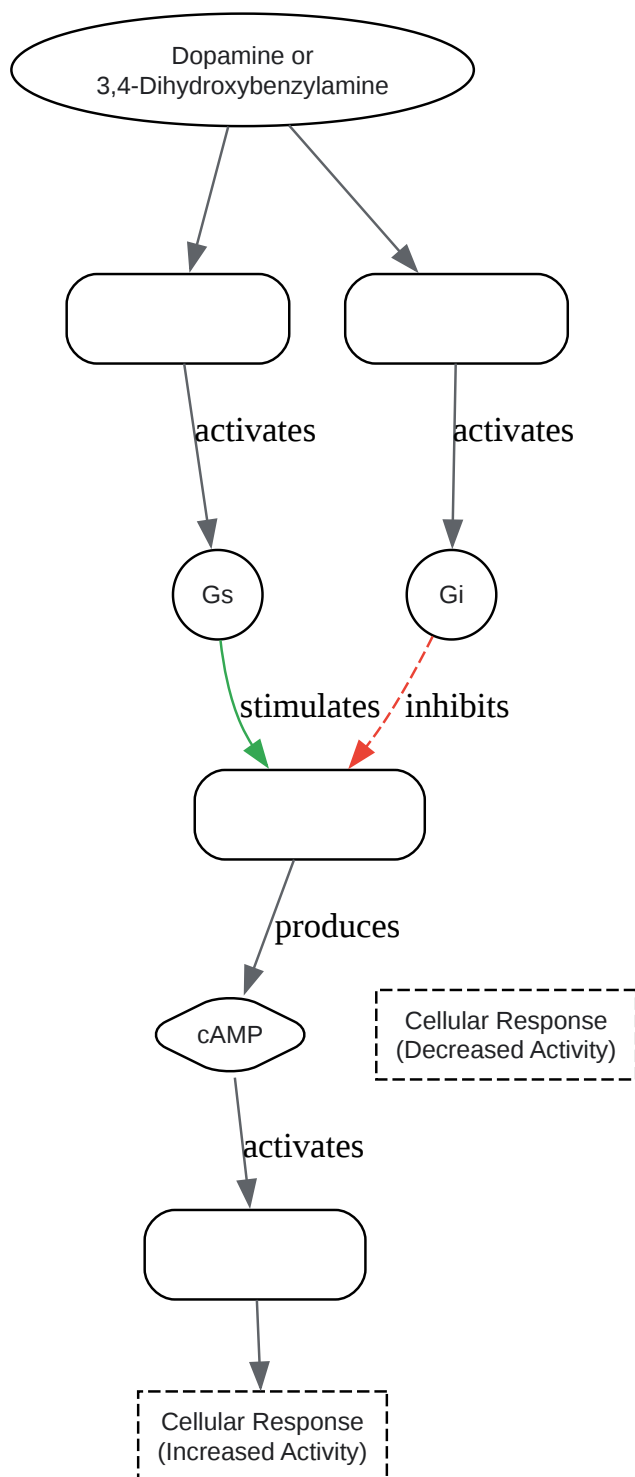 Dopamine or
3,4-Dihydroxybenzylamine
activates
activates
Gs
Gi
stimulates
inhibits
produces
cAMP
Cellular Response
(Decreased Activity)
activates
Cellular Response
(Increased Activity)